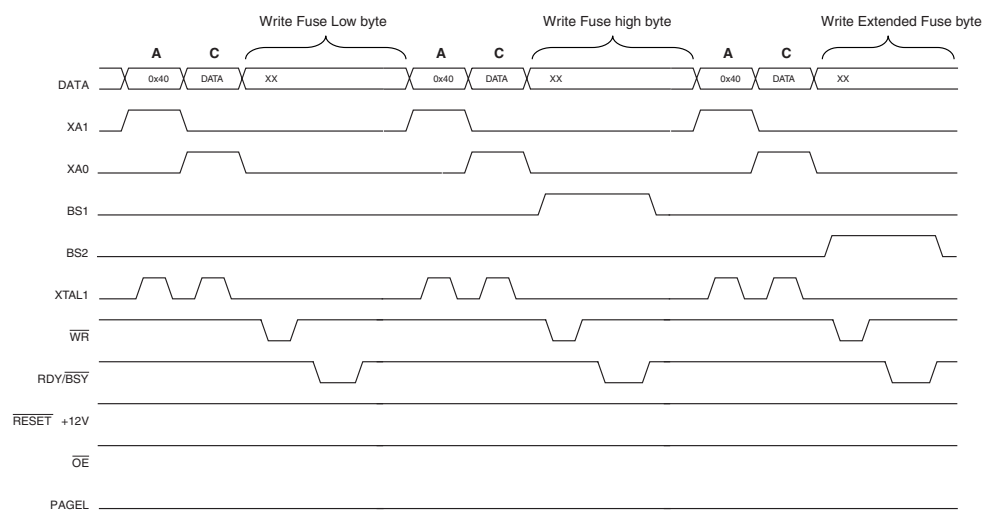 Write Fuse Low byte Write Fuse high byte Write Extended Fuse byte
A C A C A C
DATA 0x40 DATA XX 0x40 DATA XX 0x40 DATA XX
XA1
XA0
BS1
BS2
XTAL1
WR
RDY/BSY
RESET +12V
OE
PAGEL